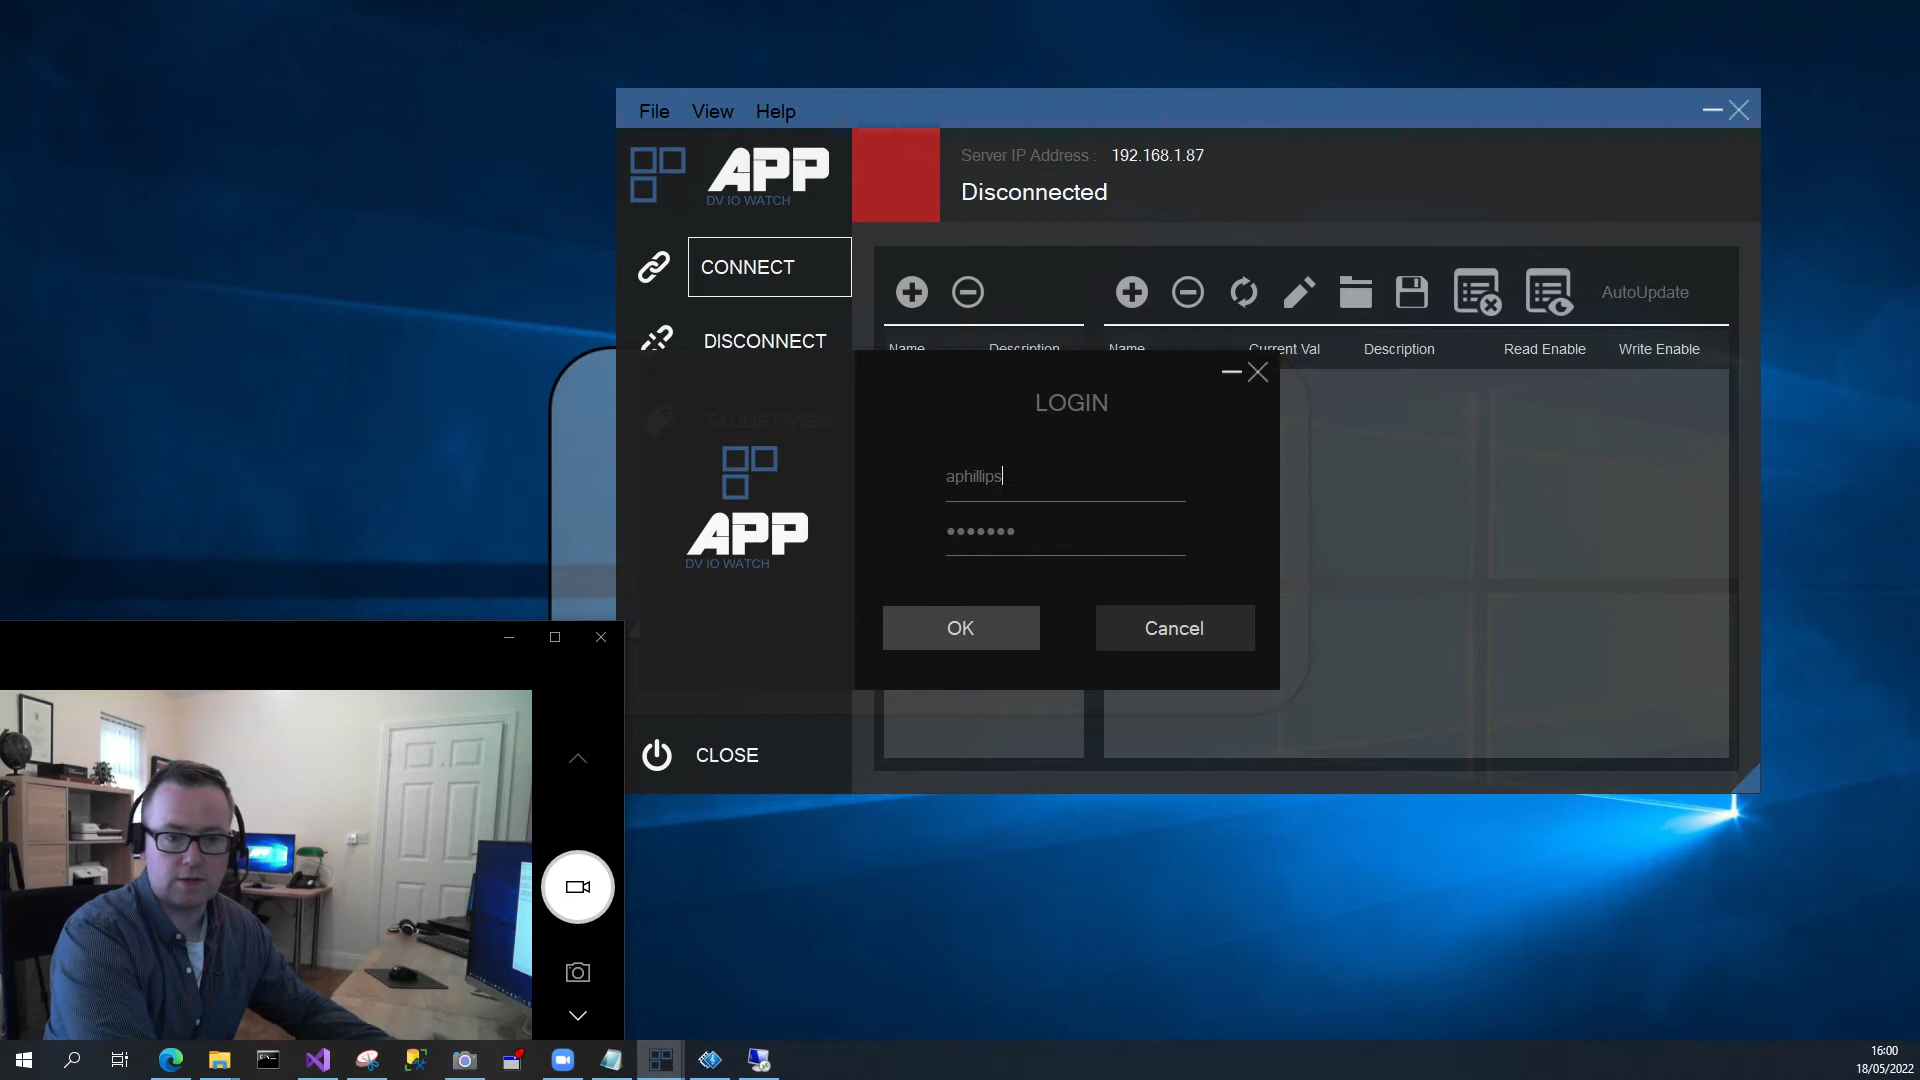 File View Help
APP
DV IO WATCH
Server IP Address : 192.168.1.87
Disconnected
CONNECT
DISCONNECT
AutoUpdate
Name Description Name Current Val Description Read Enable Write Enable
LOGIN
TAGLIST VIEW
aphillips
APP
DV IO WATCH
OK Cancel
CLOSE
16:00
18/05/2022